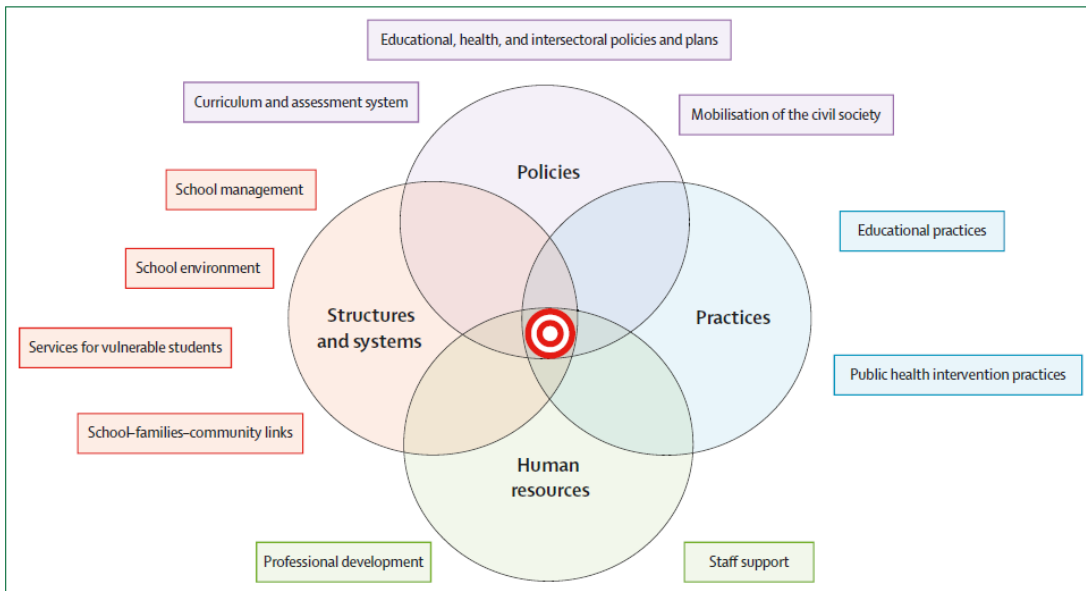 Educational, health, and intersectoral policies and plans
Curriculum and assessment system
Mobilisation of the civil society
Policies
School management
Educational practices
School environment
Structures
and systems
Practices
Services for vulnerable students
Public health intervention practices
School–families–community links
Human
resources
Professional development
Staff support